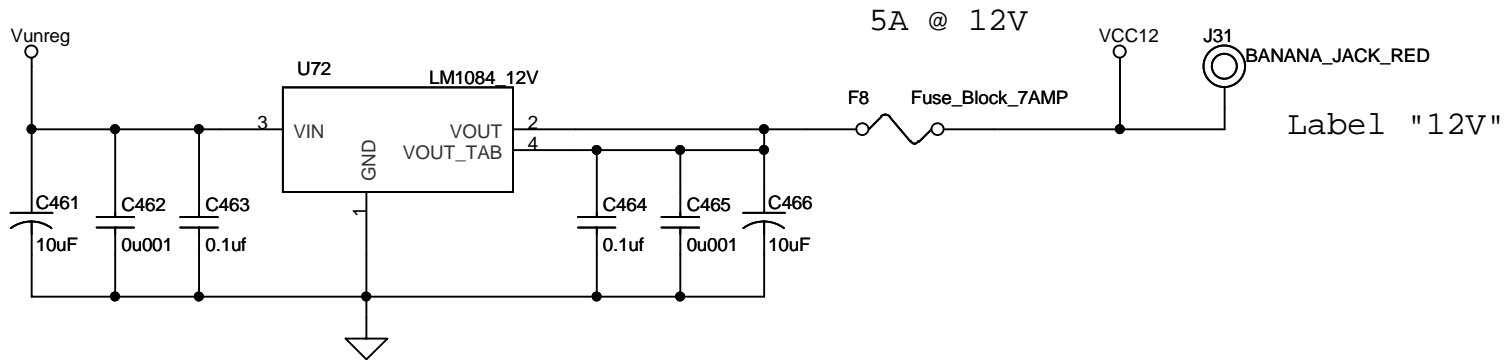 5A @ 12V
Vunreg
VCC12
J31
BANANA_JACK_RED
U72
LM1084_12V
F8
Fuse_Block_7AMP
Label "12V"
3
VIN
VOUT
2
VOUT_TAB
4
GND
1
C461
10uF
C462
0u001
C463
0.1uf
C464
0.1uf
C465
0u001
C466
10uF